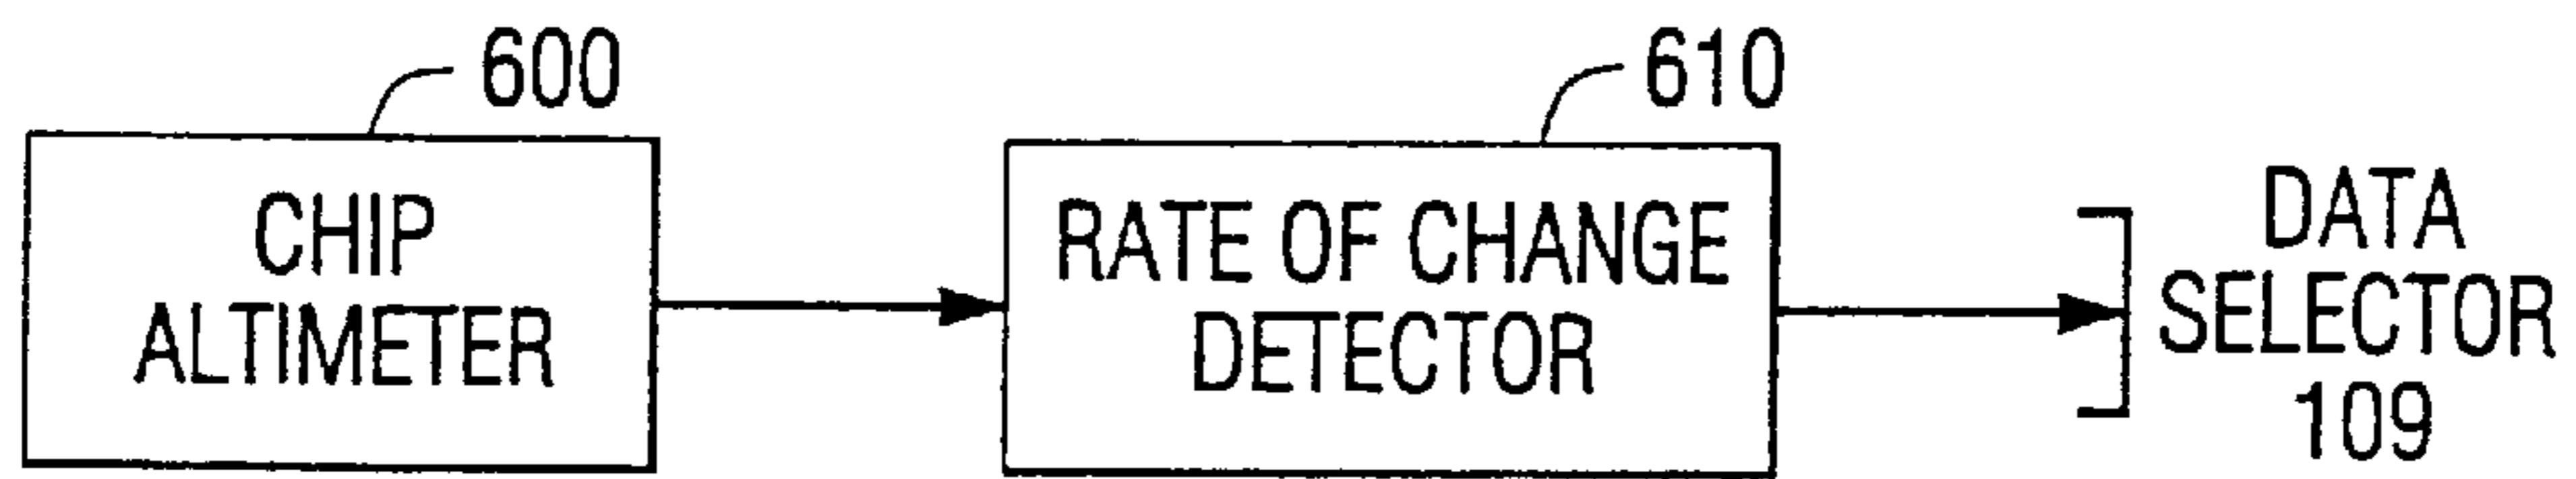 600
CHIP
ALTIMETER
610
RATE OF CHANGE
DETECTOR
DATA
SELECTOR
109